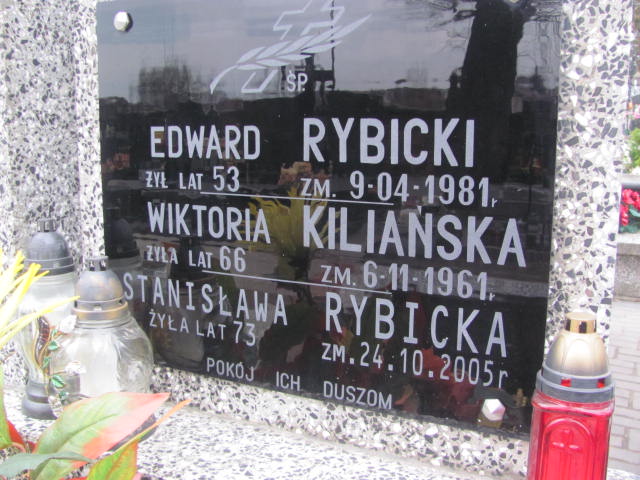 ŚP.
EDWARD RYBICKI
ŻYŁ LAT 53 ZM. 9-04-1981r
WIKTORIA KILIAŃSKA
ŻYŁA LAT 66 ZM. 6-11-1961r
STANISŁAWA RYBICKA
ŻYŁA LAT 73 ZM. 24.10.2005r
POKÓJ ICH DUSZOM